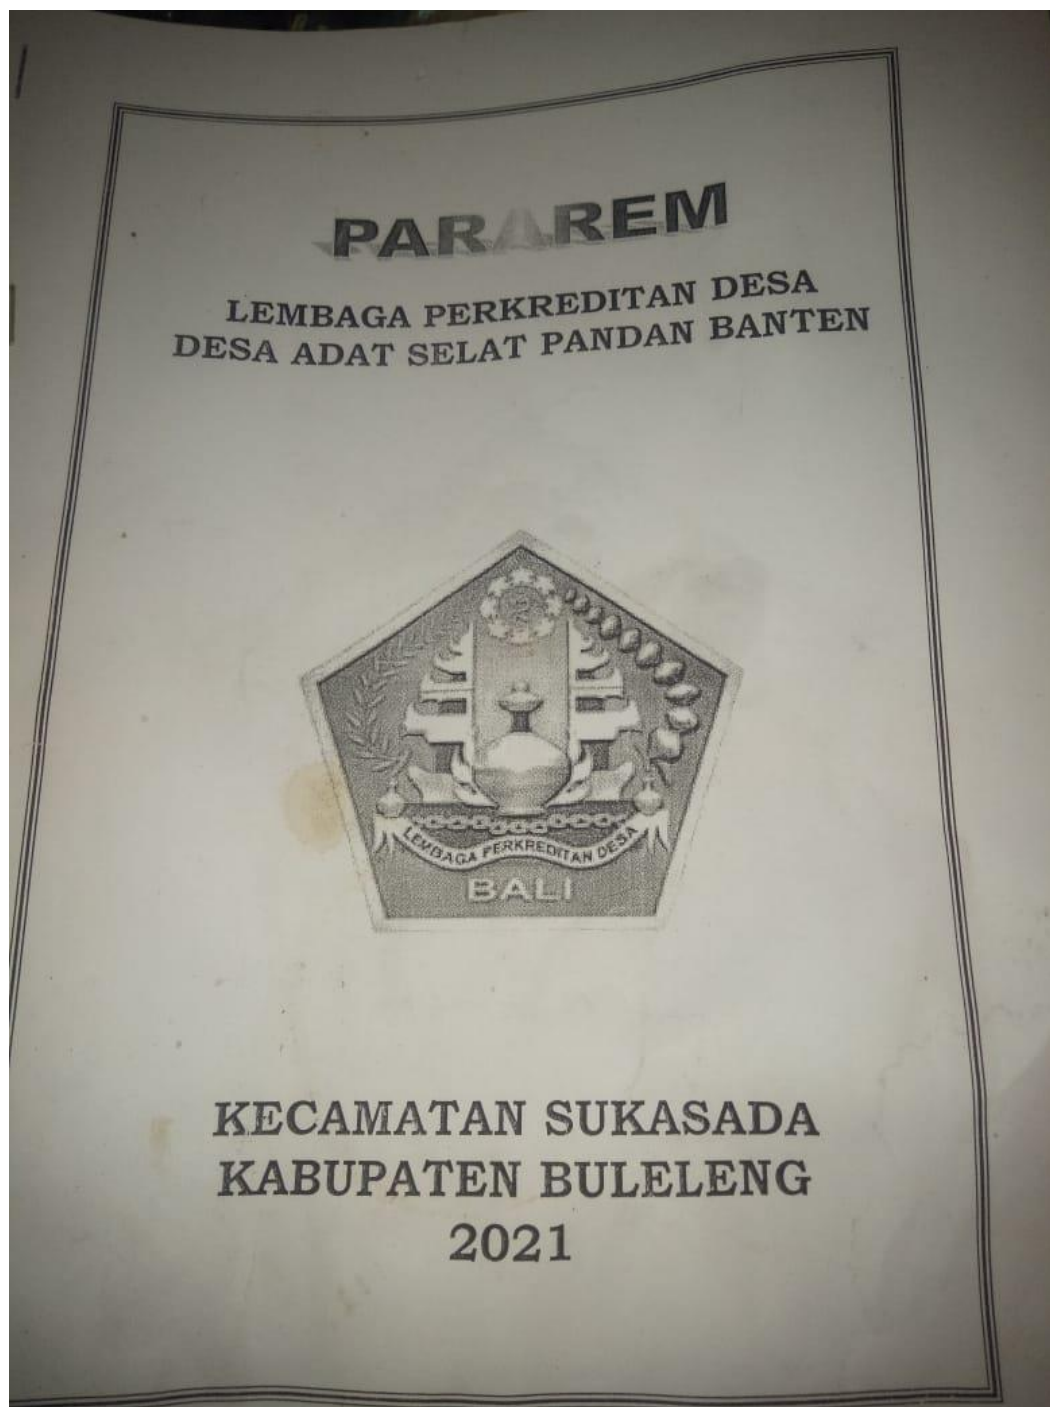 PARAREM
LEMBAGA PERKREDITAN DESA
DESA ADAT SELAT PANDAN BANTEN
LEMBAGA PERKREDITAN DESA
BALI
KECAMATAN SUKASADA
KABUPATEN BULELENG
2021